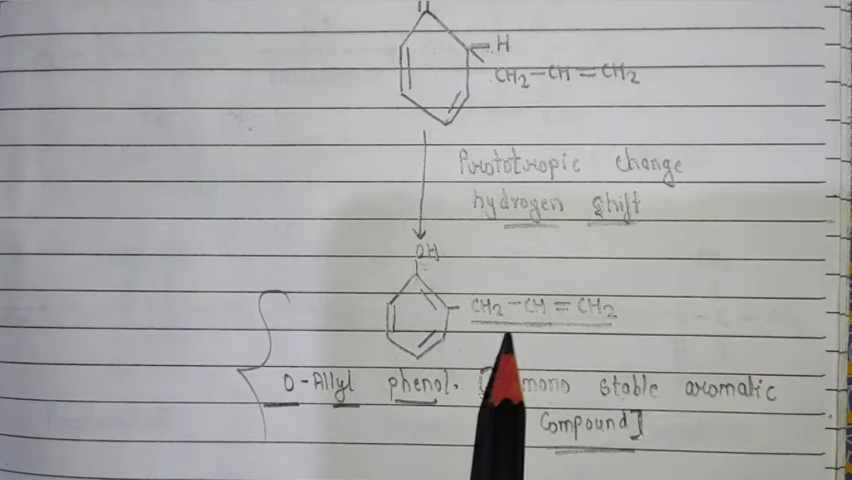 H
CH2-CH=CH2
Prototropic change
hydrogen shift
OH
CH2-CH=CH2
O-Allyl phenol. [ mono stable aromatic
Compound]